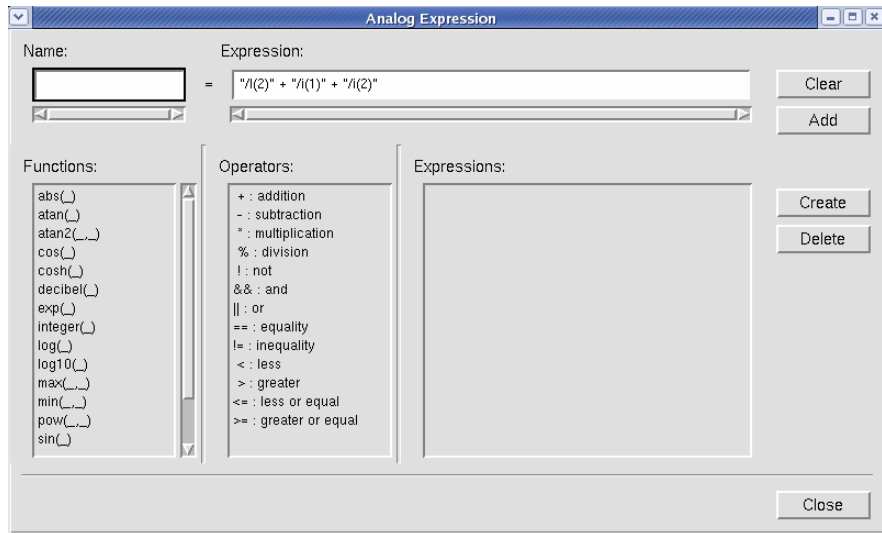 Analog Expression
Name:
Expression:
=
"/I(2)" + "/i(1)" + "/i(2)"
Clear
Add
Functions:
abs(_)
atan(_)
atan2(_,_)
cos(_)
cosh(_)
decibel(_)
exp(_)
integer(_)
log(_)
log10(_)
max(_,_)
min(_,_)
pow(_,_)
sin(_)
Operators:
+ : addition
- : subtraction
* : multiplication
% : division
! : not
&& : and
|| : or
== : equality
!= : inequality
< : less
> : greater
<= : less or equal
>= : greater or equal
Expressions:
Create
Delete
Close